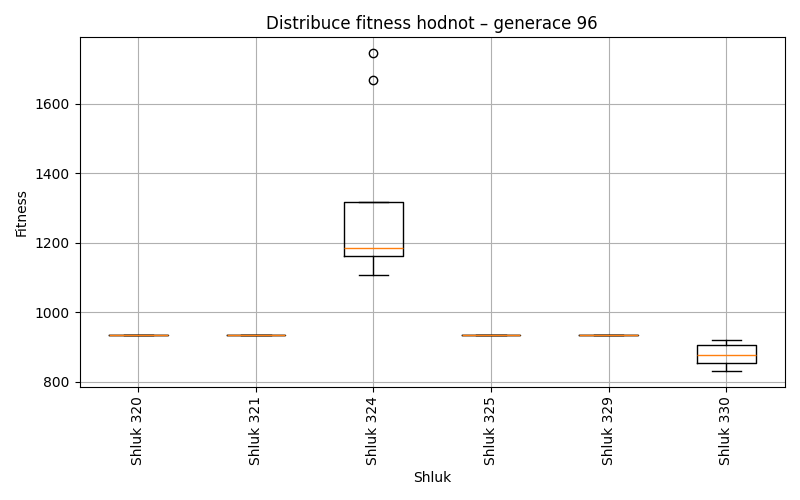 Distribuce fitness hodnot – generace 96
Fitness
1600
1400
1200
1000
800
Shluk 320
Shluk 321
Shluk 324
Shluk 325
Shluk 329
Shluk 330
Shluk